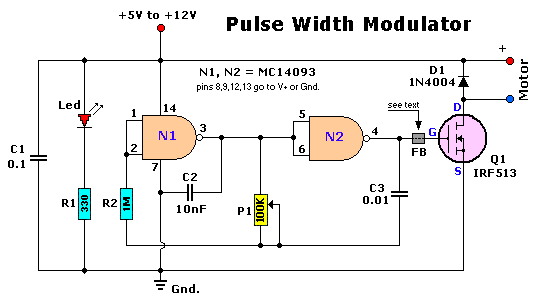 +5V to +12V
Pulse Width Modulator
N1, N2 = MC14093
pins 8,9,12,13 go to V+ or Gnd.
+
D1
1N4004
Motor
Led
14
1
2
N1
3
7
5
6
N2
4
see text
G
FB
D
S
Q1
IRF513
C1
0.1
R1
330
R2
1M
C2
10nF
P1
100K
C3
0.01
Gnd.